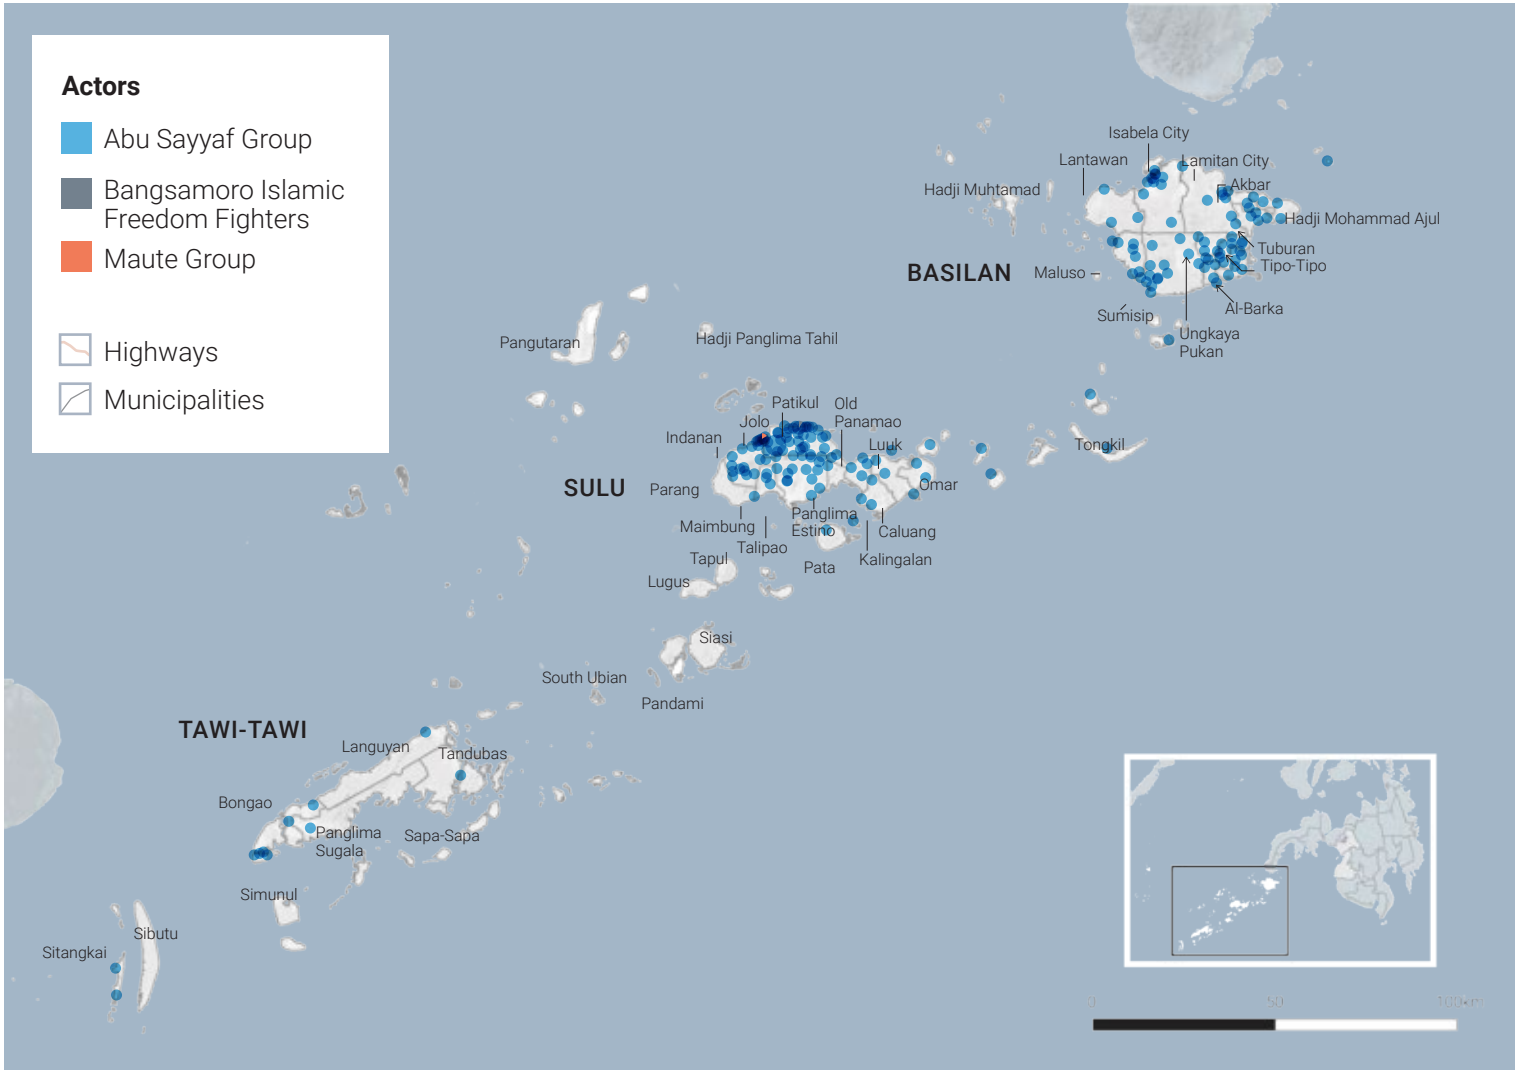 Actors
Abu Sayyaf Group
Bangsamoro Islamic
Freedom Fighters
Maute Group
Highways
Municipalities
Isabela City
Lantawan
Lamitan City
Hadji Muhtamad
Akbar
Hadji Mohammad Ajul
Tuburan
Tipo-Tipo
BASILAN
Maluso
Al-Barka
Sumisip
Ungkaya
Pukan
Pangutaran
Hadji Panglima Tahil
Patikul
Old
Panamao
Jolo
Indanan
Luuk
Tongkil
SULU
Parang
Omar
Panglima
Estino
Maimbung
Talipao
Caluang
Kalingalan
Tapul
Pata
Lugus
Siasi
South Ubian
Pandami
TAWI-TAWI
Languyan
Tandubas
Bongao
Panglima
Sugala
Sapa-Sapa
Simunul
Sibutu
Sitangkai
0
50
100km